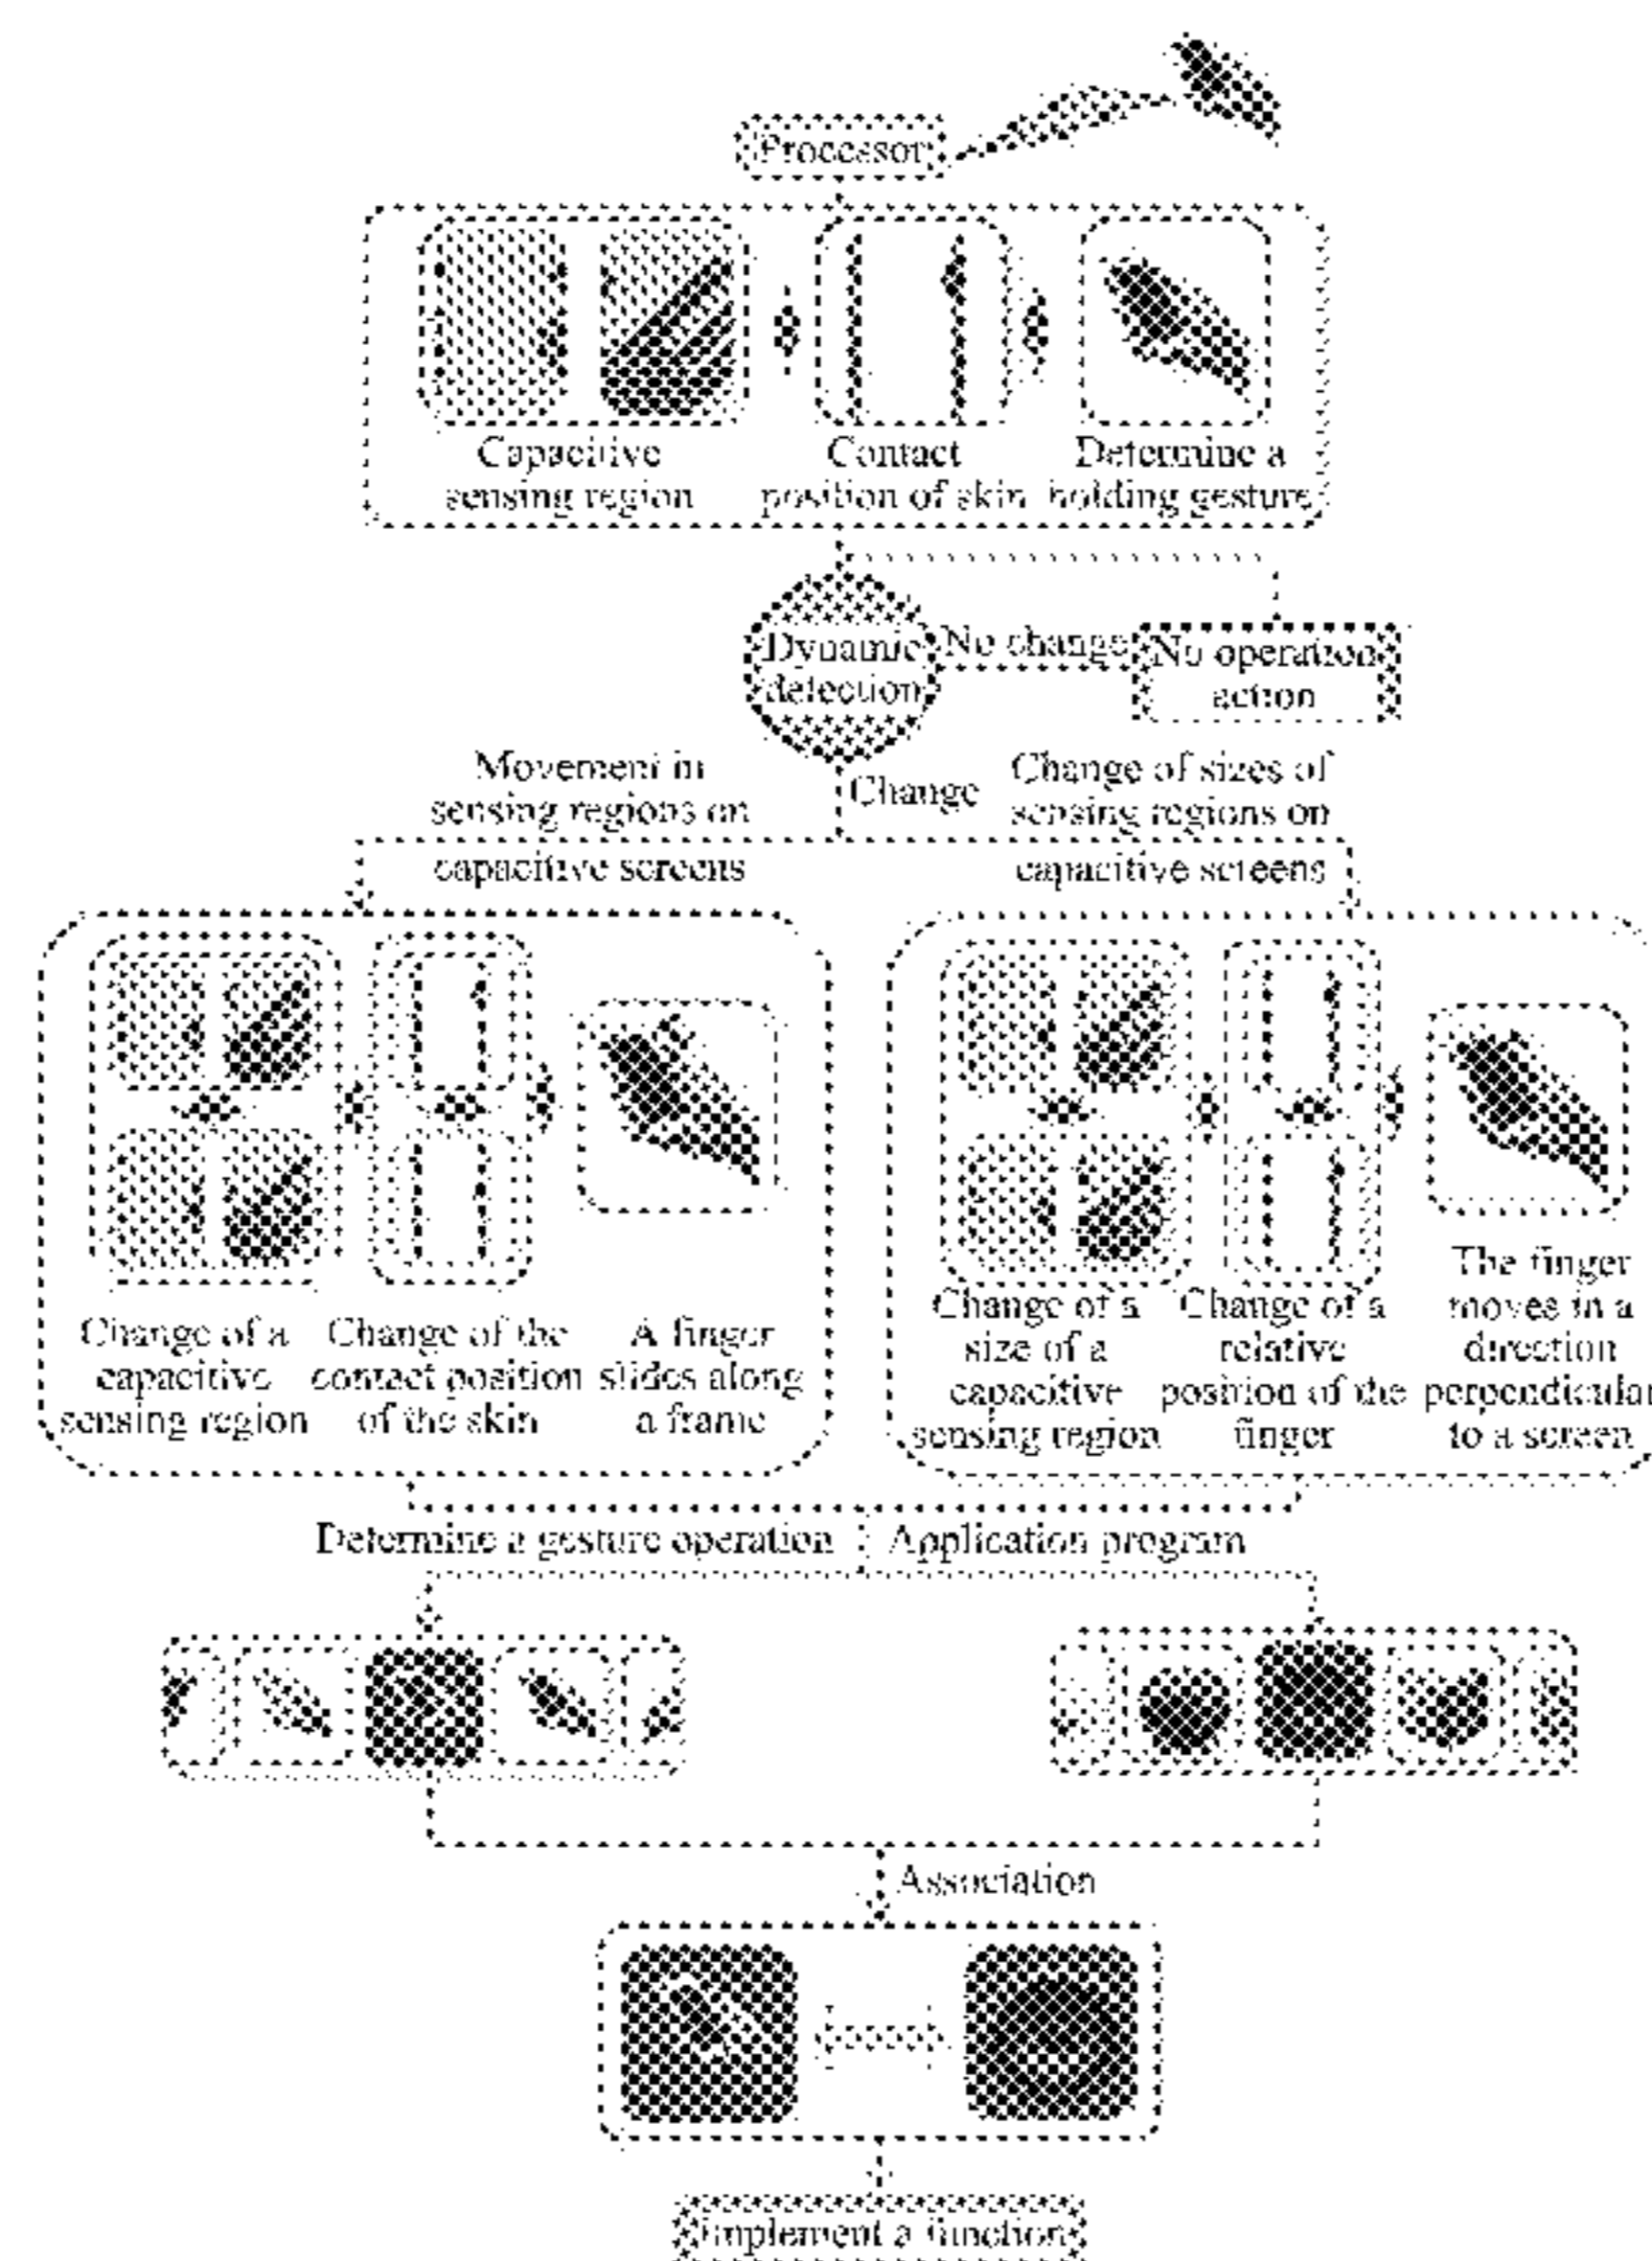 Processor
Capacitive
sensing region
Contact
position of skin
Determine a
holding gesture
Dynamic
detection
No change
No operation
action
Movement in
sensing regions on
capacitive screens
Change
Change of sizes of
sensing regions on
capacitive screens
Change of a
capacitive
sensing region
Change of the
contact position
of the skin
A finger
slides along
a frame
Change of a
size of a
capacitive
sensing region
Change of a
relative
position of the
finger
The finger
moves in a
direction
perpendicular
to a screen
Determine a gesture operation
Application program
Association
Implement a function